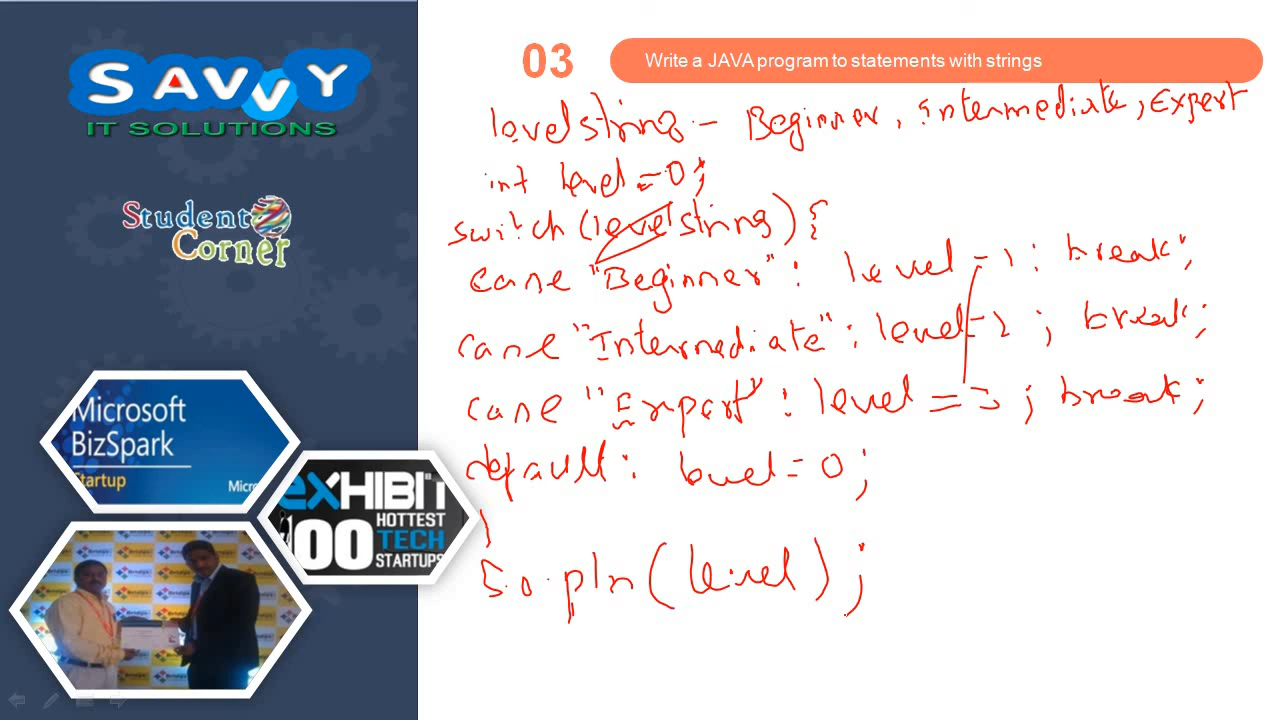 SAVVY
IT SOLUTIONS
Student
Corner
Microsoft
BizSpark
Startup
Micro
eXHIBIT
100 HOTTEST
TECH
STARTUPS
03
Write a JAVA program to statements with strings
levelstring - Beginner, intermediate, Expert
int level = 0;
switch (levelstring) {
case "Beginner" : level = 1; break;
case "Intermediate" : level = 2; break;
case "Expert" : level = 3; break;
default : level = 0;
}
S.o.pln(level);